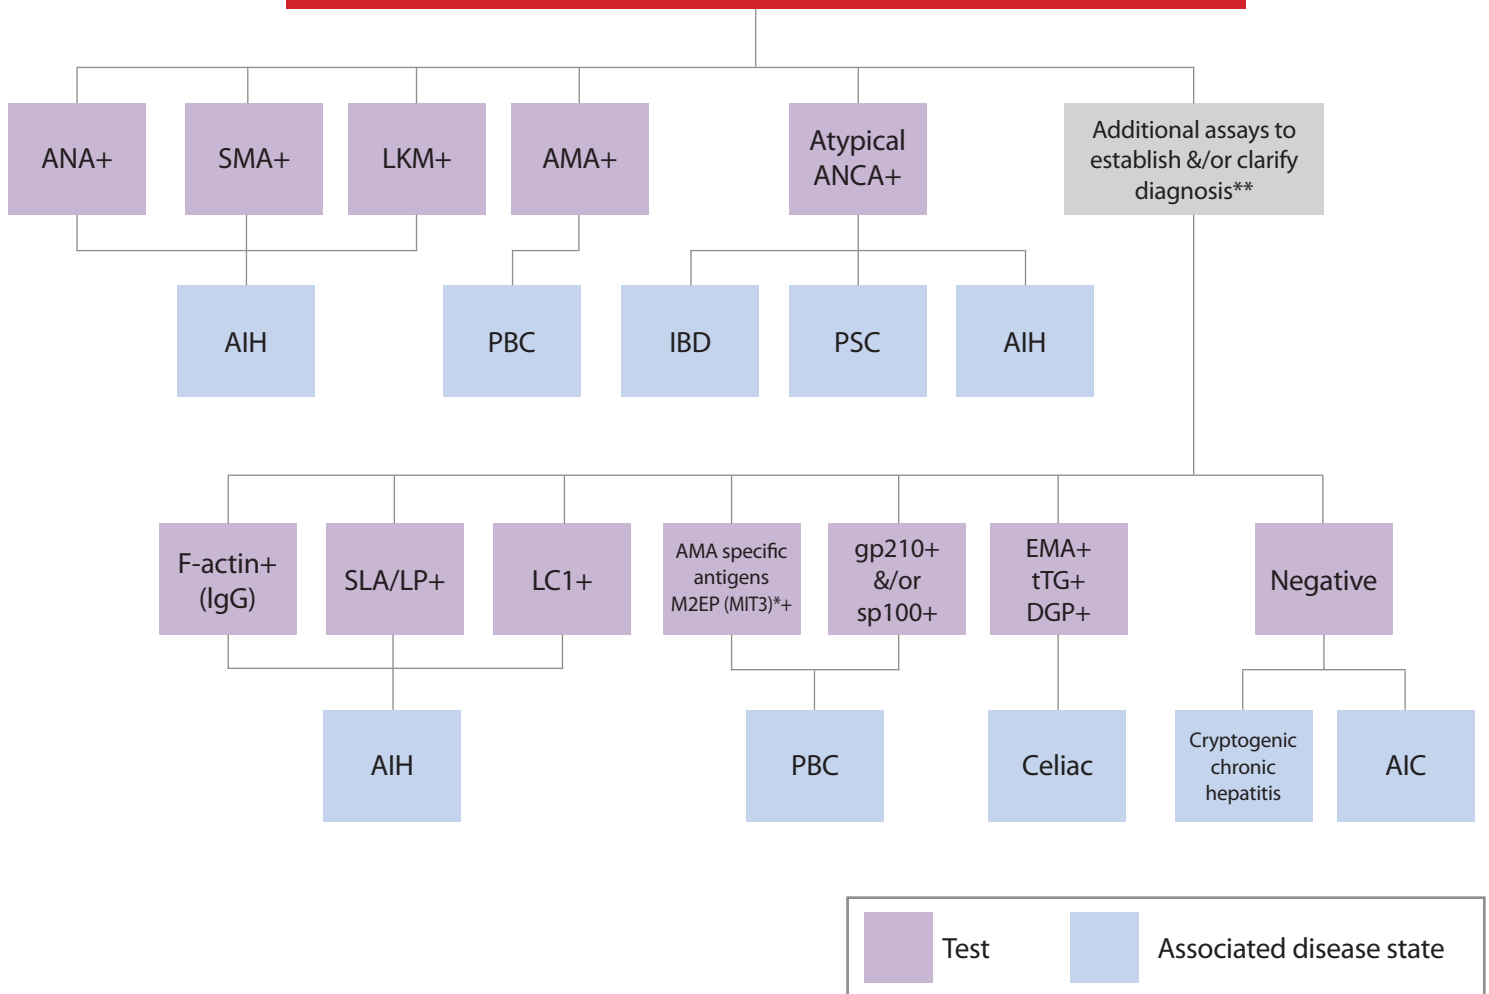 ANA+
SMA+
LKM+
AMA+
Atypical
ANCA+
Additional assays to
establish &/or clarify
diagnosis**
AIH
PBC
IBD
PSC
AIH
F-actin+
(IgG)
SLA/LP+
LC1+
AMA specific
antigens
M2EP (MIT3)*+
gp210+
&/or
sp100+
EMA+
tTG+
DGP+
Negative
AIH
PBC
Celiac
Cryptogenic
chronic
hepatitis
AIC
Test
Associated disease state